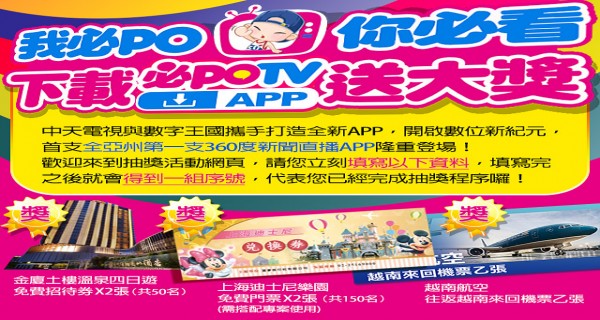 我必PO 你必看
下載必POTV APP送大獎
中天電視與數字王國攜手打造全新APP，開啟數位新紀元，
首支全亞州第一支360度新聞直播APP隆重登場！
歡迎來到抽獎活動網頁，請您立刻填寫以下資料，填寫完
之後就會得到一組序號，代表您已經完成抽獎程序囉！
獎
金廈土樓溫泉四日遊
免費招待券X2張 (共50名)
獎
迪士尼
兌換券
上海迪士尼樂園
免費門票X2張 (共150名)
(需搭配專案使用)
獎
空
越南來回機票乙張
越南航空
往返越南來回機票乙張